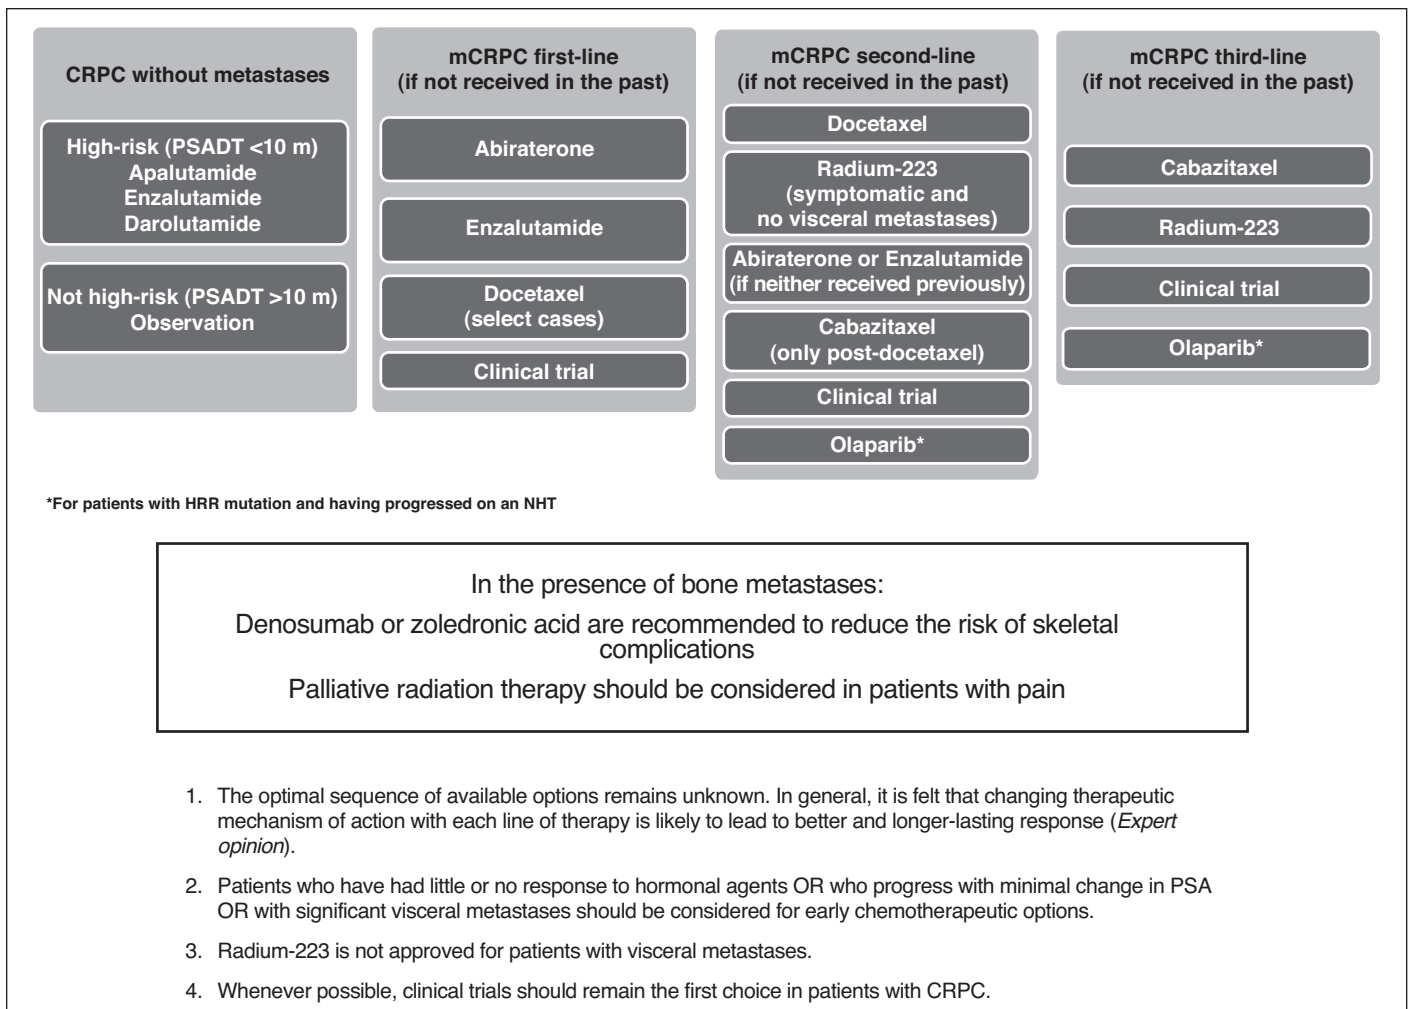 CRPC without metastases
High-risk (PSADT <10 m)
Apalutamide
Enzalutamide
Darolutamide
Not high-risk (PSADT >10 m)
Observation
mCRPC first-line
(if not received in the past)
Abiraterone
Enzalutamide
Docetaxel
(select cases)
Clinical trial
mCRPC second-line
(if not received in the past)
Docetaxel
Radium-223
(symptomatic and
no visceral metastases)
Abiraterone or Enzalutamide
(if neither received previously)
Cabazitaxel
(only post-docetaxel)
Clinical trial
Olaparib*
mCRPC third-line
(if not received in the past)
Cabazitaxel
Radium-223
Clinical trial
Olaparib*
*For patients with HRR mutation and having progressed on an NHT
In the presence of bone metastases:
Denosumab or zoledronic acid are recommended to reduce the risk of skeletal
complications
Palliative radiation therapy should be considered in patients with pain
1. The optimal sequence of available options remains unknown. In general, it is felt that changing therapeutic
mechanism of action with each line of therapy is likely to lead to better and longer-lasting response (Expert
opinion).
2. Patients who have had little or no response to hormonal agents OR who progress with minimal change in PSA
OR with significant visceral metastases should be considered for early chemotherapeutic options.
3. Radium-223 is not approved for patients with visceral metastases.
4. Whenever possible, clinical trials should remain the first choice in patients with CRPC.